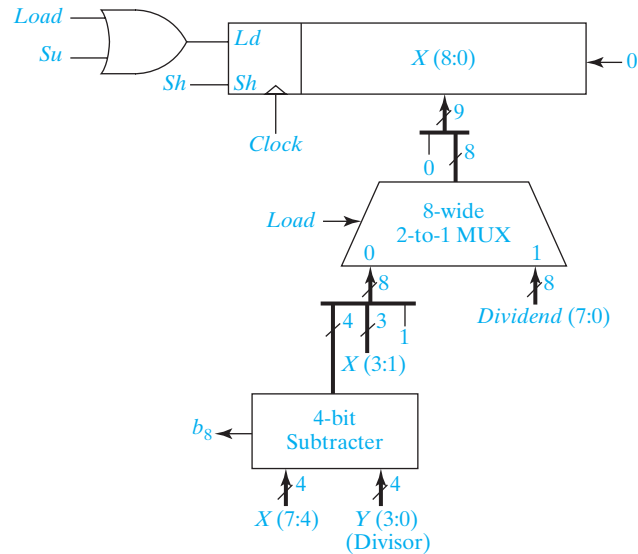 Load
Su
Ld
X (8:0)
0
Sh
Sh
Clock
9
0
8
8-wide
2-to-1 MUX
Load
0
1
8
8
Dividend (7:0)
4
3
1
X (3:1)
4-bit
Subtracter
b8
4
4
X (7:4)
Y (3:0)
(Divisor)